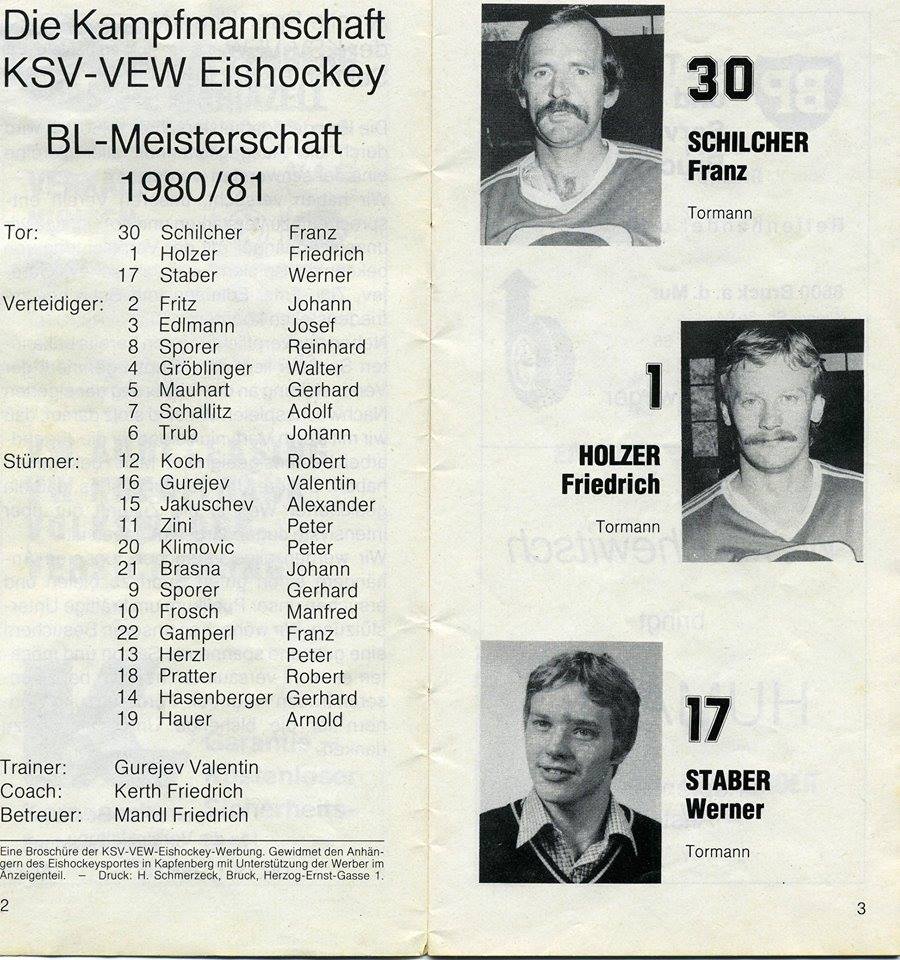 Die Kampfmannschaft
KSV-VEW Eishockey
BL-Meisterschaft
1980/81
Tor: 30 Schilcher Franz
1 Holzer Friedrich
17 Staber Werner
Verteidiger: 2 Fritz Johann
3 Edlmann Josef
8 Sporer Reinhard
4 Gröblinger Walter
5 Mauhart Gerhard
7 Schallitz Adolf
6 Trub Johann
Stürmer: 12 Koch Robert
16 Gurejev Valentin
15 Jakuschev Alexander
11 Zini Peter
20 Klimovic Peter
21 Brasna Johann
9 Sporer Gerhard
10 Frosch Manfred
22 Gamperl Franz
13 Herzl Peter
18 Pratter Robert
14 Hasenberger Gerhard
19 Hauer Arnold
Trainer: Gurejev Valentin
Coach: Kerth Friedrich
Betreuer: Mandl Friedrich
Eine Broschüre der KSV-VEW-Eishockey-Werbung. Gewidmet den Anhän-
gern des Eishockeysportes in Kapfenberg mit Unterstützung der Werber im
Anzeigenteil. — Druck: H. Schmerzeck, Bruck, Herzog-Ernst-Gasse 1.
2
30
SCHILCHER
Franz
Tormann
1
HOLZER
Friedrich
Tormann
17
STABER
Werner
Tormann
3